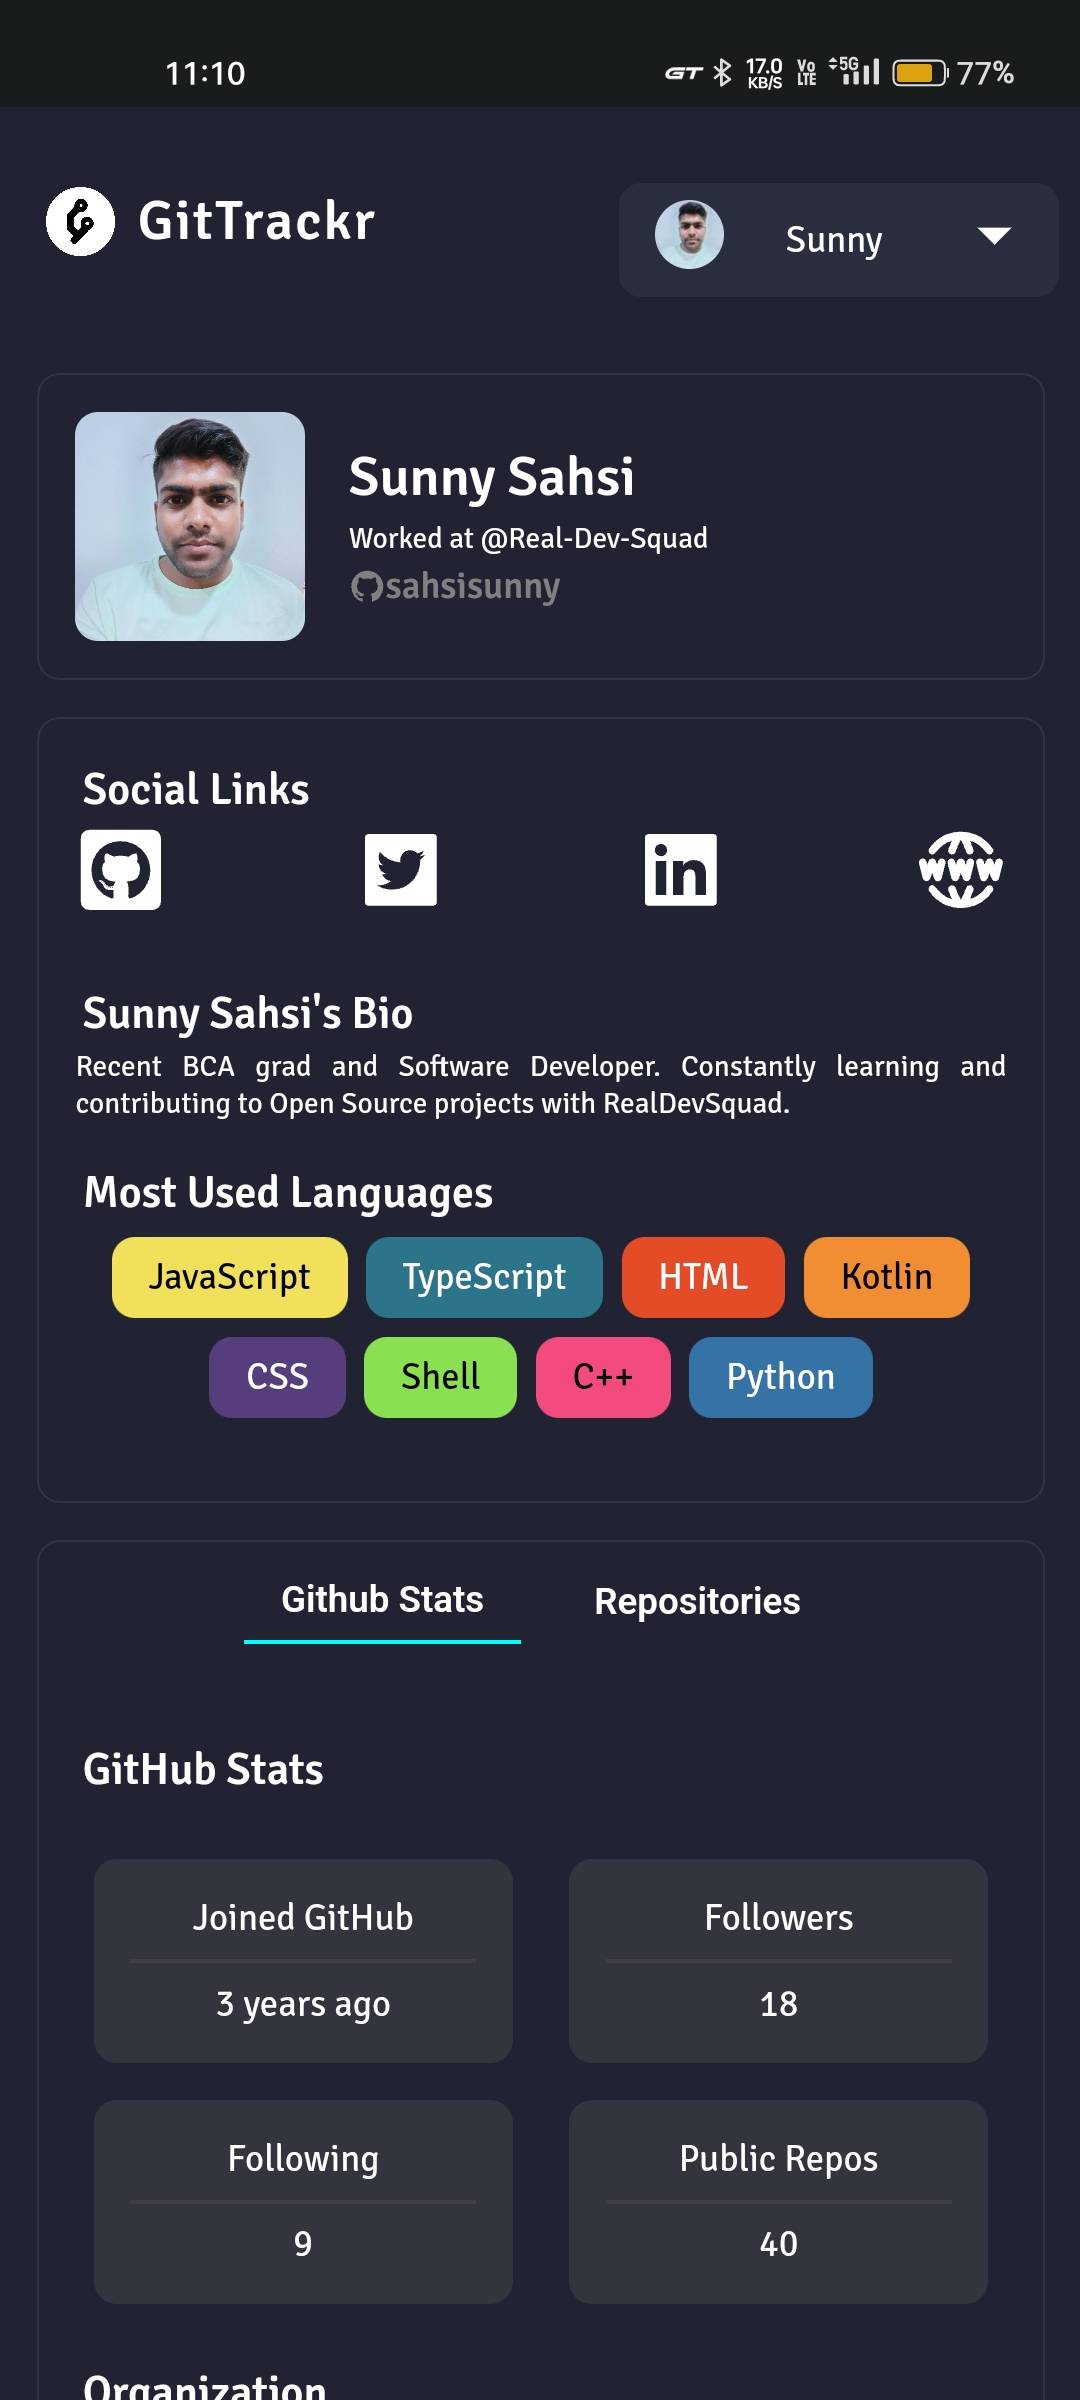 11:10
GT 17.0 KB/S Vo LTE 5G 77%
GitTrackr
Sunny
Sunny Sahsi
Worked at @Real-Dev-Squad
sahsisunny
Social Links
in
WWW
Sunny Sahsi's Bio
Recent BCA grad and Software Developer. Constantly learning and
contributing to Open Source projects with RealDevSquad.
Most Used Languages
JavaScript TypeScript HTML Kotlin
CSS Shell C++ Python
Github Stats Repositories
GitHub Stats
Joined GitHub Followers
3 years ago 18
Following Public Repos
9 40
Organization